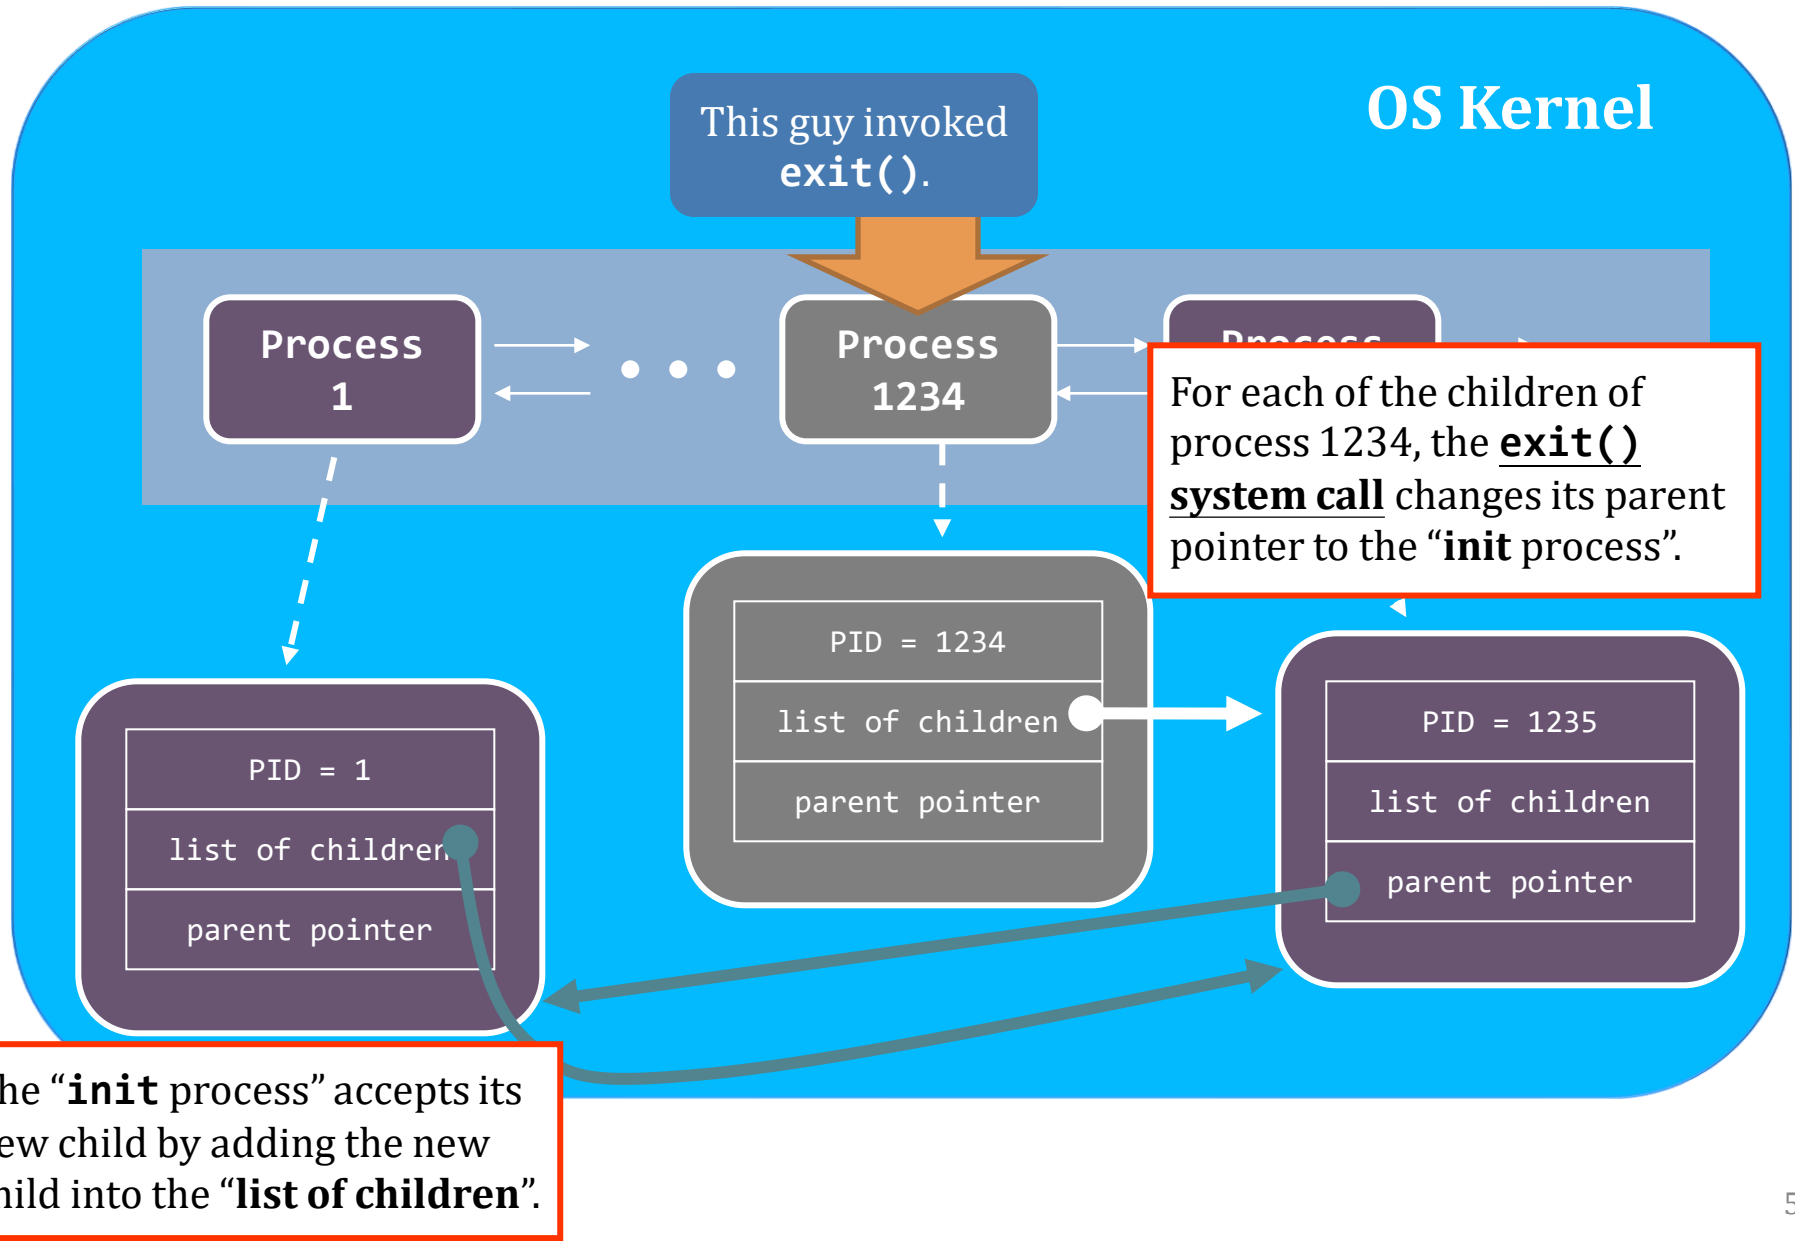 OS Kernel
This guy invoked
exit().
Process
1
Process
1234
Process
For each of the children of
process 1234, the exit()
system call changes its parent
pointer to the “init process”.
PID = 1234
list of children
parent pointer
PID = 1235
list of children
parent pointer
PID = 1
list of children
parent pointer
he “init process” accepts its
ew child by adding the new
hild into the “list of children”.
5